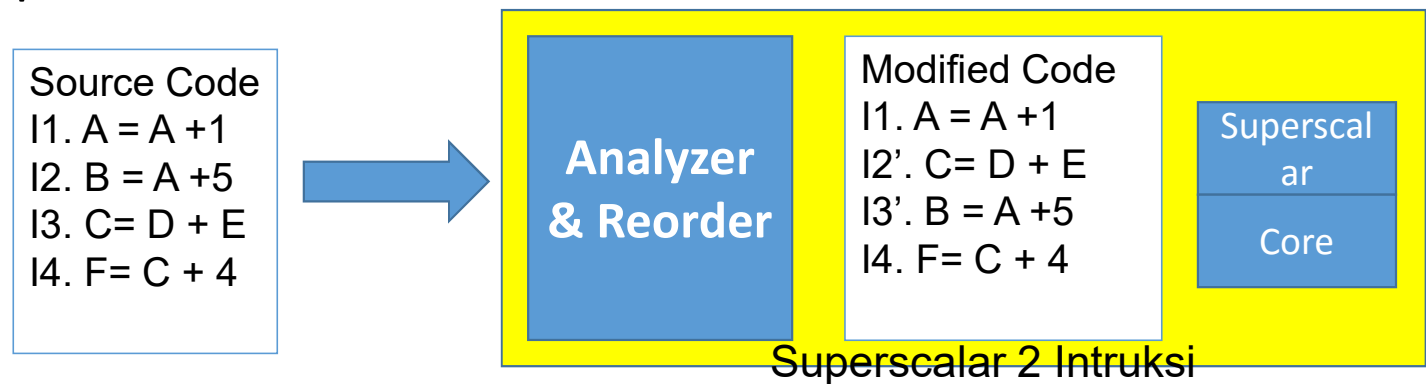 Source Code
I1. A = A +1
I2. B = A +5
I3. C= D + E
I4. F= C + 4
Analyzer
& Reorder
Modified Code
I1. A = A +1
I2’. C= D + E
I3’. B = A +5
I4. F= C + 4
Superscal
ar
Core
Superscalar 2 Intruksi